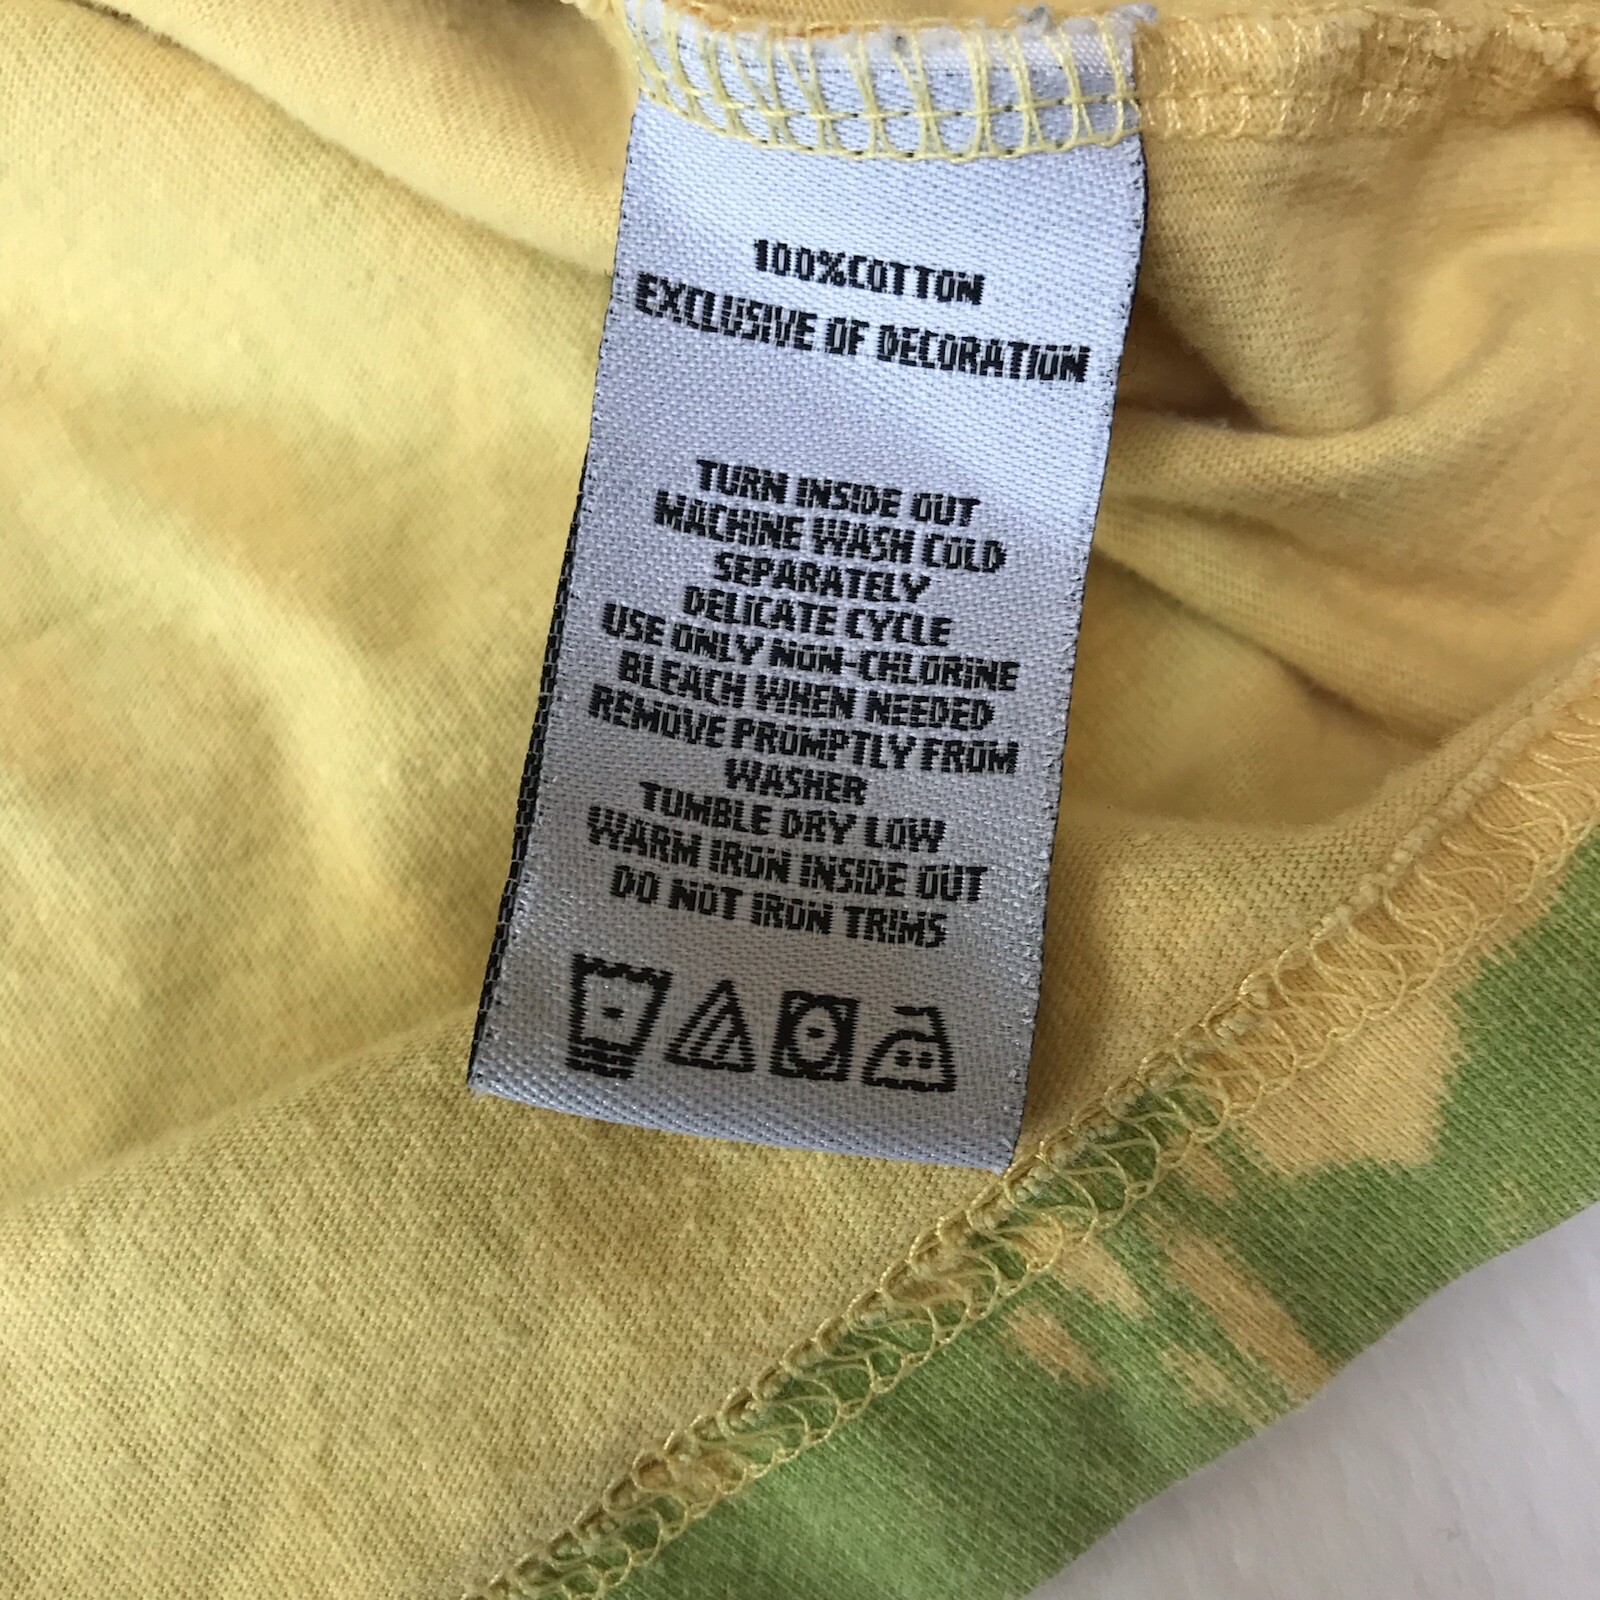 100%COTTON
EXCLUSIVE OF DECORATION
TURN INSIDE OUT
MACHINE WASH COLD
SEPARATELY
DELICATE CYCLE
USE ONLY NON-CHLORINE
BLEACH WHEN NEEDED
REMOVE PROMPTLY FROM
WASHER
TUMBLE DRY LOW
WARM IRON INSIDE OUT
DO NOT IRON TRIMS